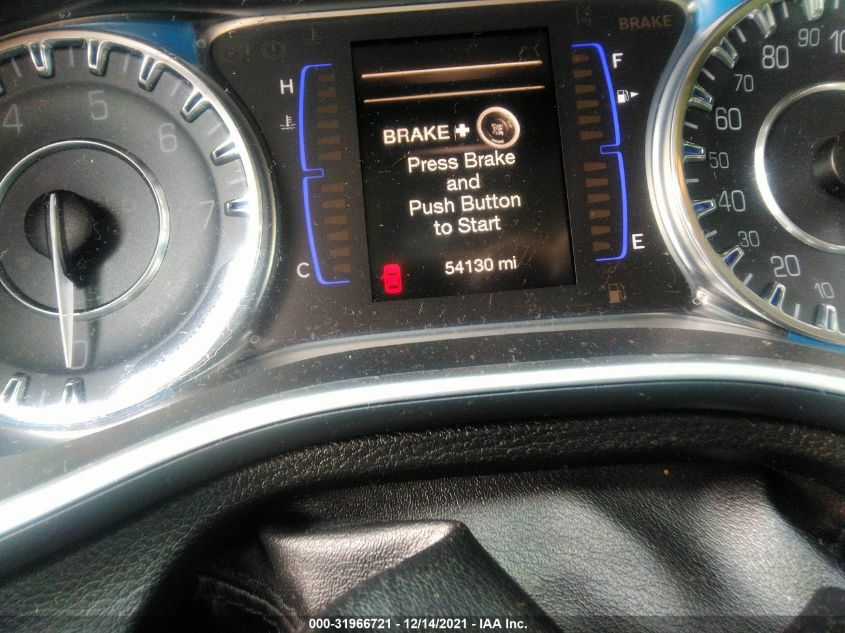 BRAKE
H
F
C
E
BRAKE +
Press Brake
and
Push Button
to Start
54130 mi
4
5
6
7
0
10
20
30
40
50
60
70
80
90
000-31966721 - 12/14/2021 - IAA Inc.